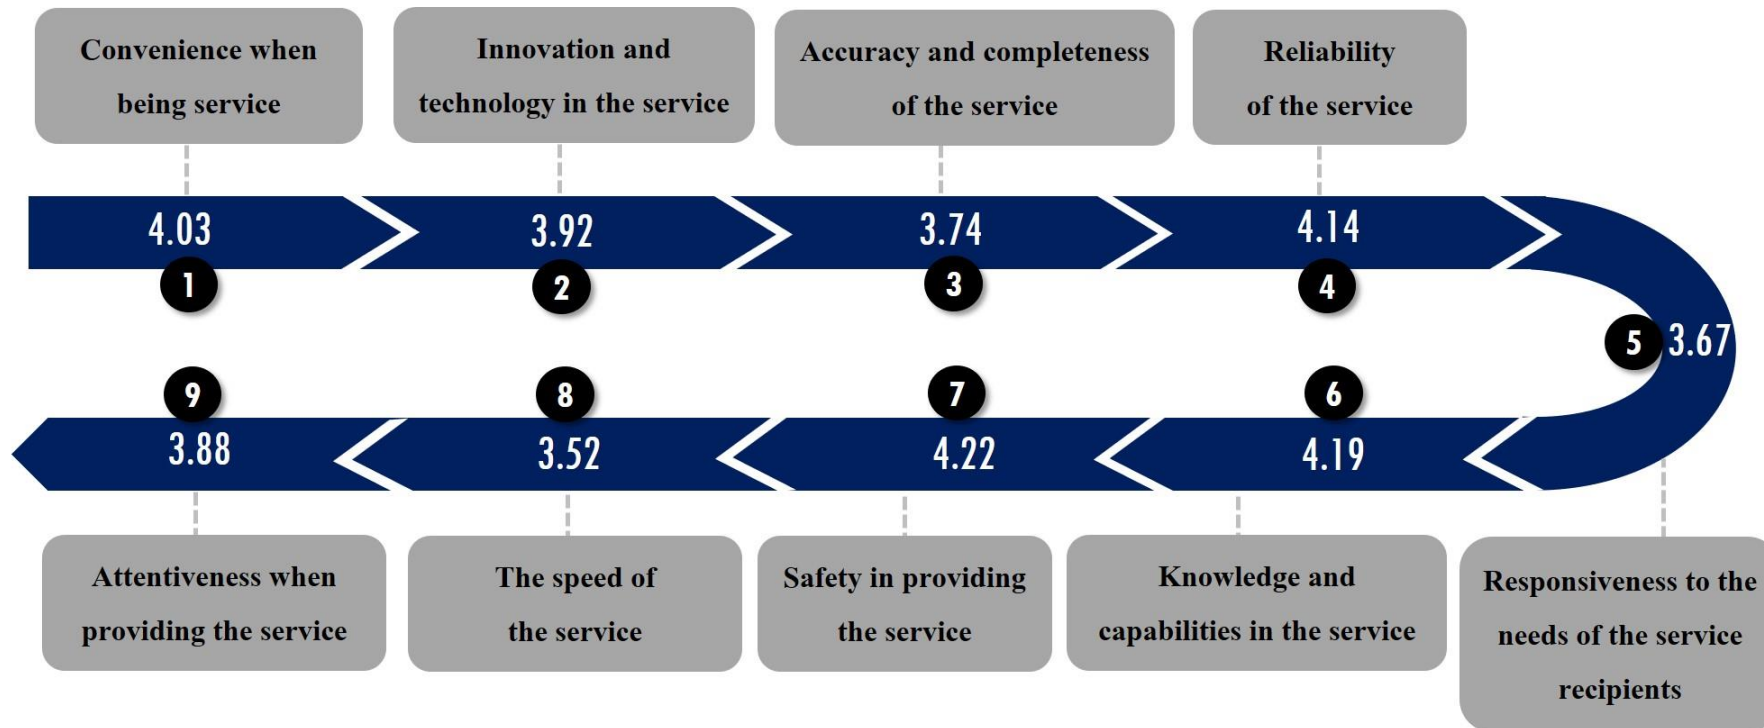 Convenience when
being service
Innovation and
technology in the service
Accuracy and completeness
of the service
Reliability
of the service
4.03
3.92
3.74
4.14
1
2
3
4
5
3.67
9
8
7
6
3.88
3.52
4.22
4.19
Attentiveness when
providing the service
The speed of
the service
Safety in providing
the service
Knowledge and
capabilities in the service
Responsiveness to the
needs of the service
recipients